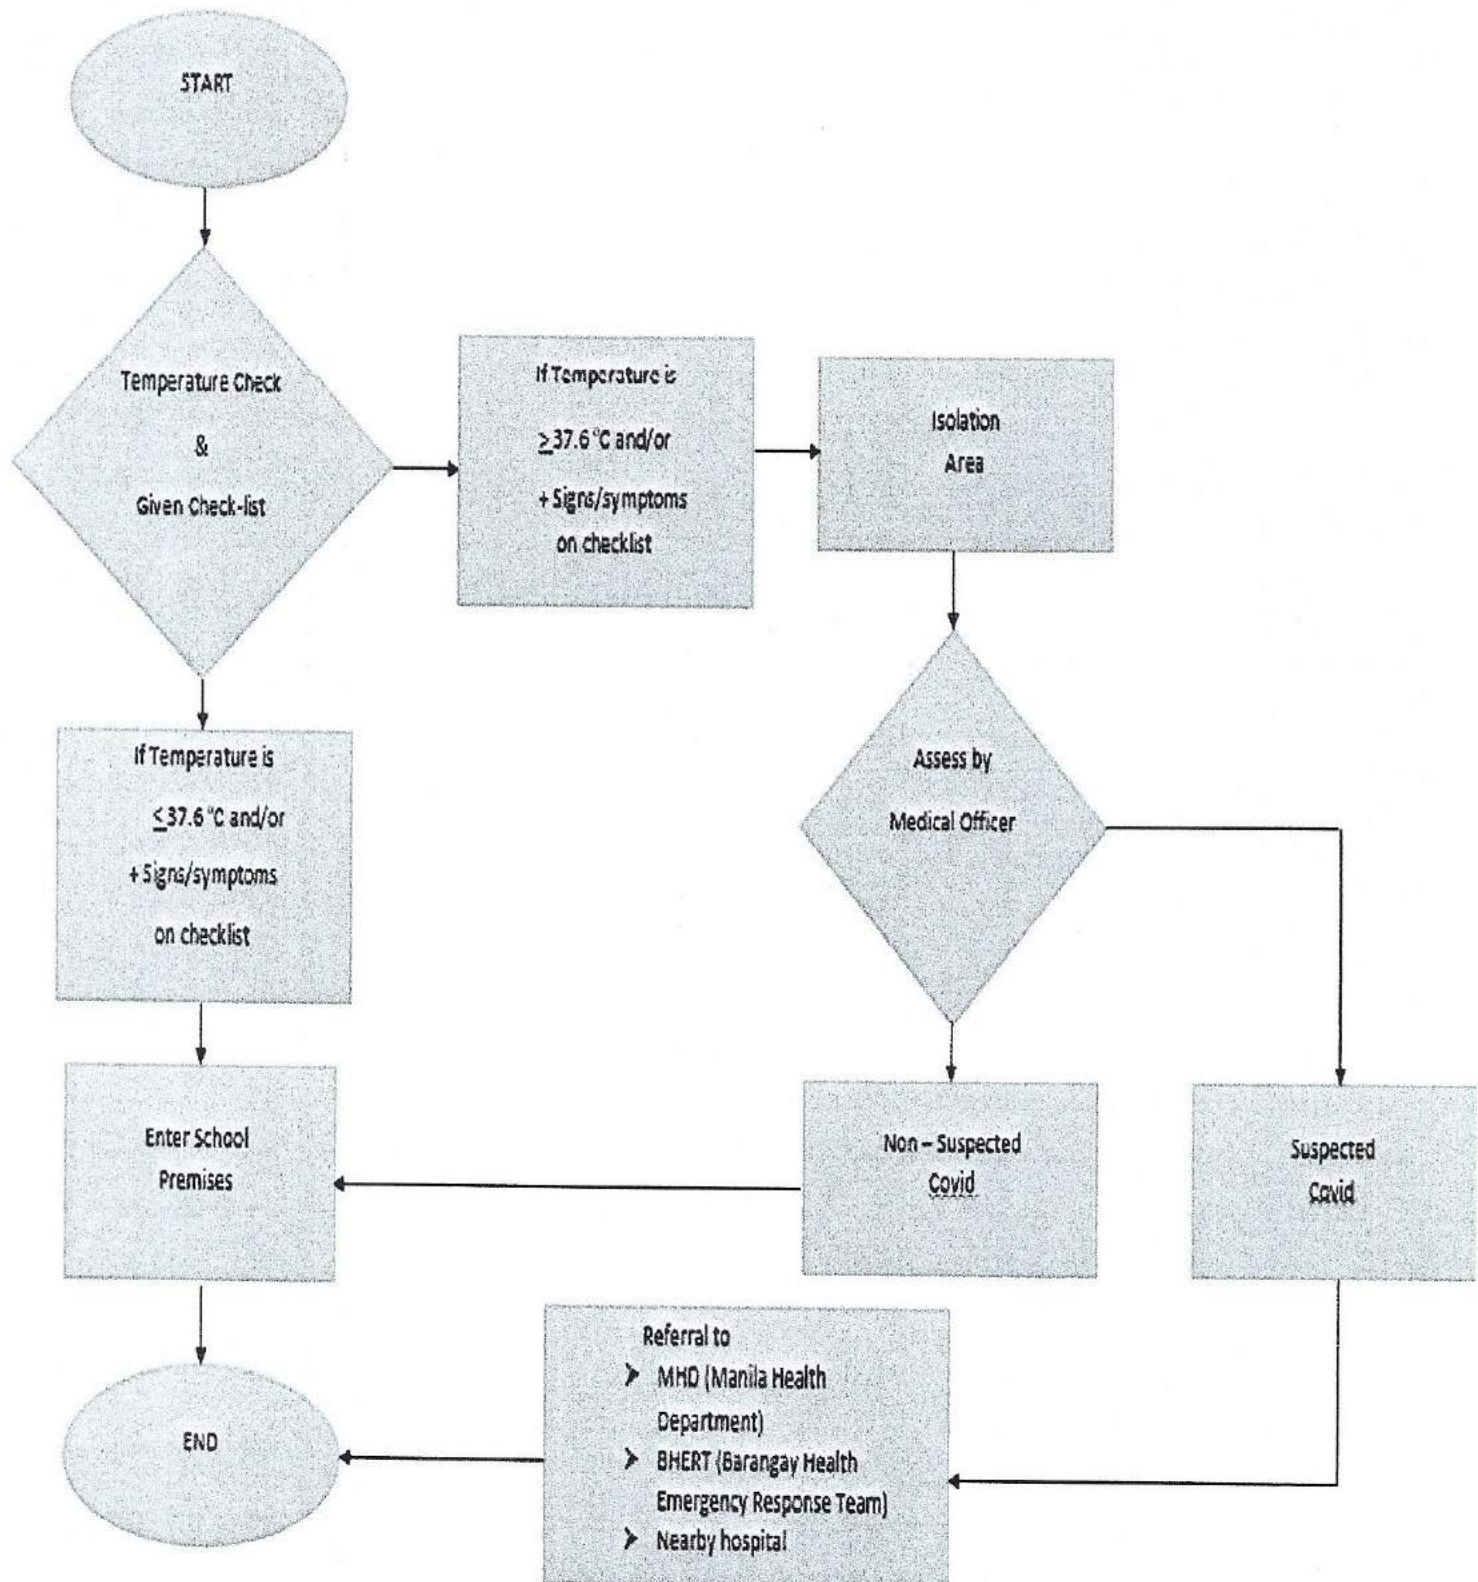 START
Temperature Check
&
Given Check-list
If Temperature is
≥37.6 °C and/or
+ Signs/symptoms
on checklist
Isolation
Area
If Temperature is
≤37.6 °C and/or
+ Signs/symptoms
on checklist
Assess by
Medical Officer
Enter School
Premises
Non – Suspected
Covid
Suspected
Covid
Referral to
➤ MHD (Manila Health
Department)
➤ BHERT (Barangay Health
Emergency Response Team)
➤ Nearby hospital
END